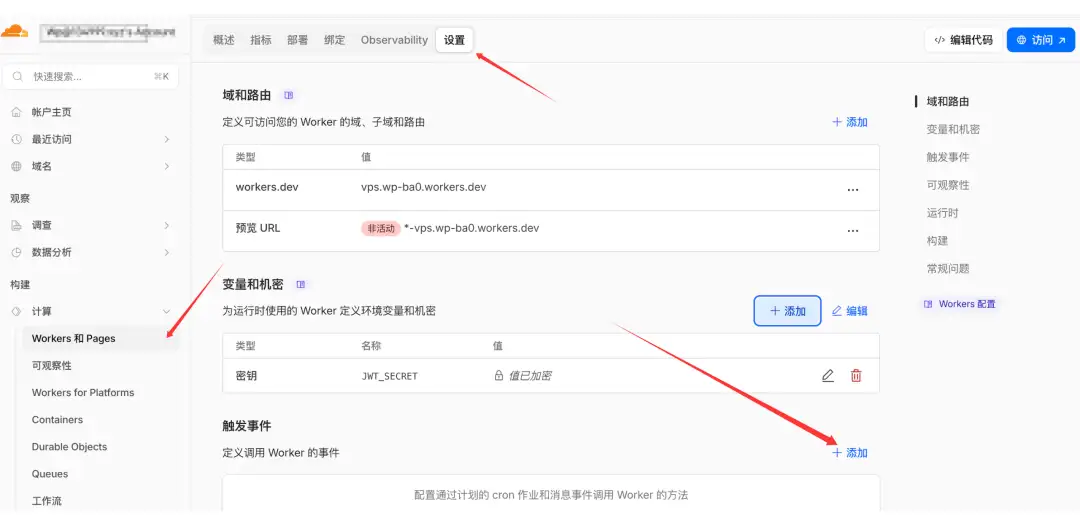 概述 指标 部署 绑定 Observability 设置
编辑代码 访问
快速搜索... ⌘K
帐户主页
最近访问
域名
观察
调查
数据分析
构建
计算
Workers 和 Pages
可观察性
Workers for Platforms
Containers
Durable Objects
Queues
工作流
域和路由
定义可访问您的 Worker 的域、子域和路由 + 添加
类型 值
workers.dev vps.wp-ba0.workers.dev ...
预览 URL 非活动 *-vps.wp-ba0.workers.dev ...
变量和机密
为运行时使用的 Worker 定义环境变量和机密 + 添加 编辑
类型 名称 值
密钥 JWT_SECRET 值已加密
触发事件
定义调用 Worker 的事件 + 添加
配置通过计划的 cron 作业和消息事件调用 Worker 的方法
域和路由
变量和机密
触发事件
可观察性
运行时
构建
常规问题
Workers 配置